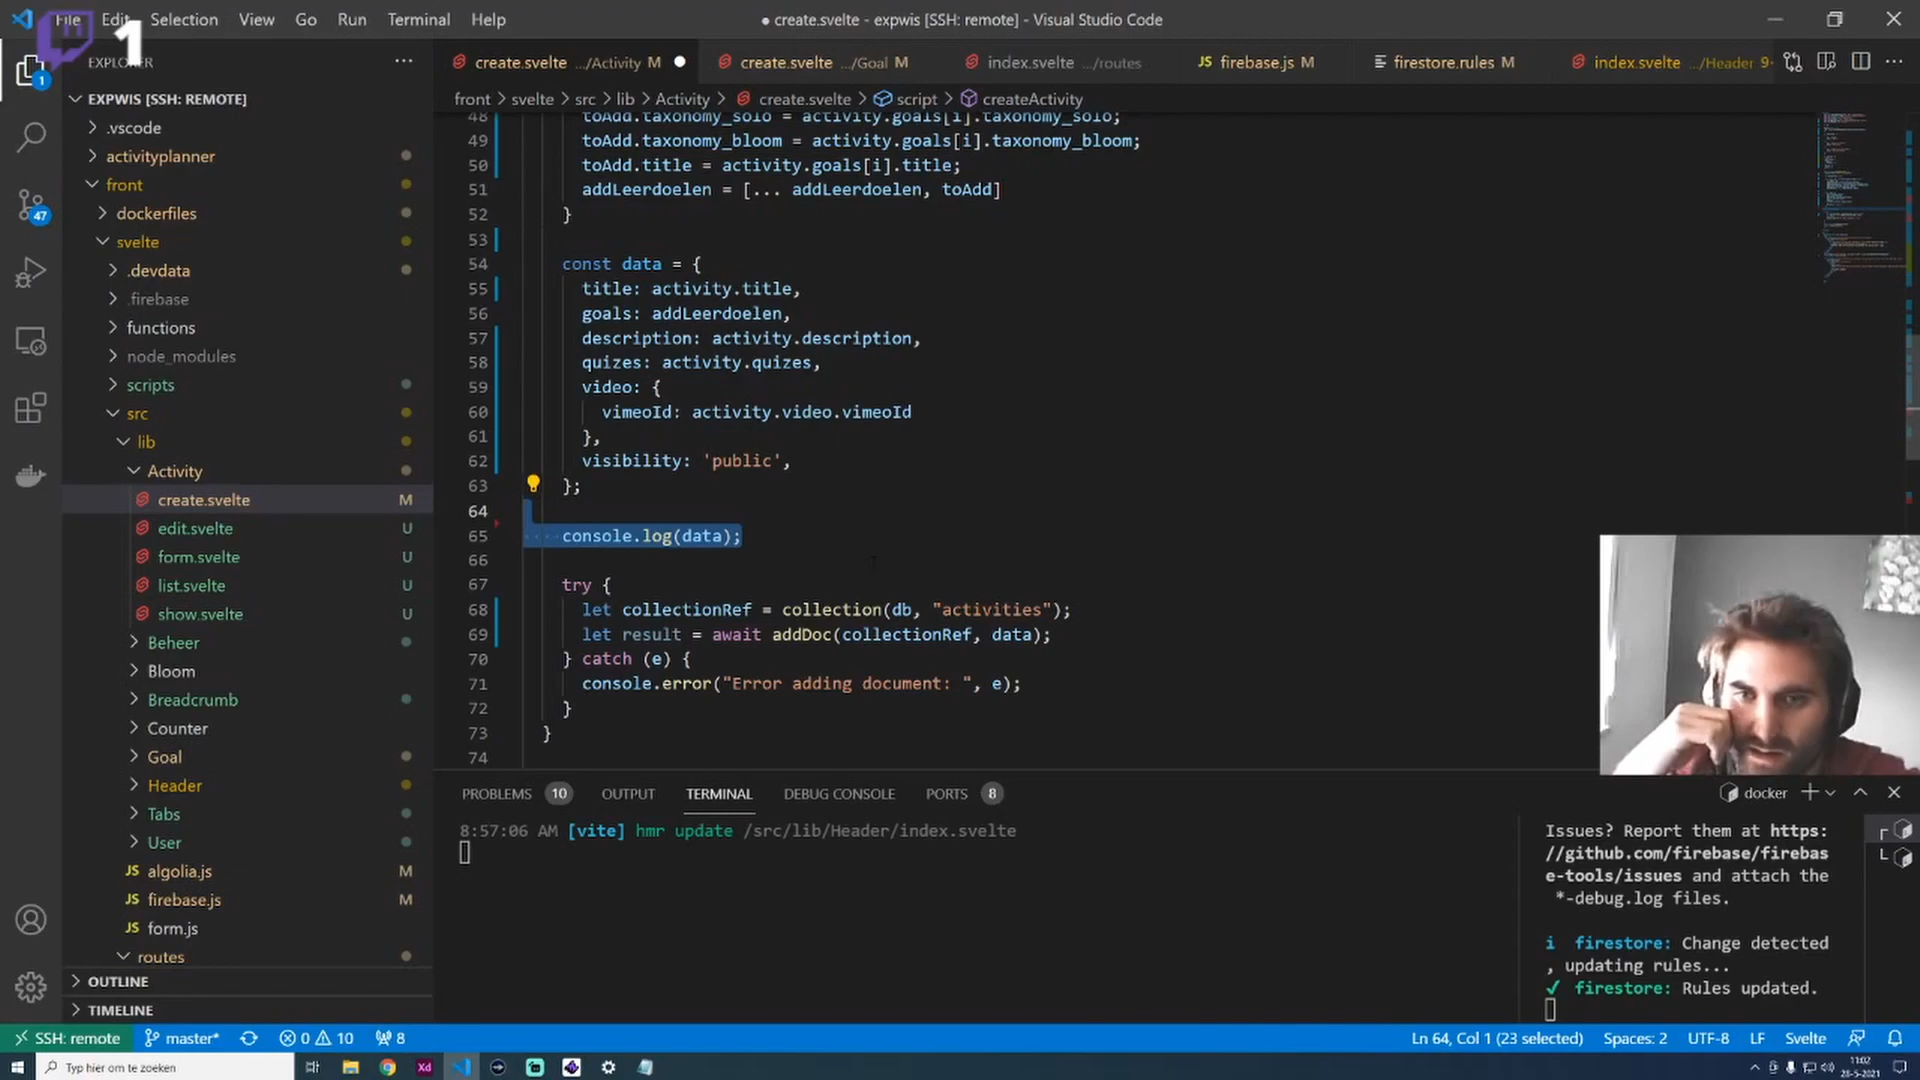 File Edit Selection View Go Run Terminal Help
● create.svelte - expwis [SSH: remote] - Visual Studio Code
1
EXPLORER
create.svelte .../Activity M
create.svelte .../Goal M
index.svelte .../routes
firebase.js M
firestore.rules M
index.svelte .../Header 9+
front > svelte > src > lib > Activity > create.svelte > script > createActivity
EXPWIS [SSH: REMOTE]
.vscode
activityplanner
front
dockerfiles
svelte
.devdata
.firebase
functions
node_modules
scripts
src
lib
Activity
create.svelte M
edit.svelte U
form.svelte U
list.svelte U
show.svelte U
Beheer
Bloom
Breadcrumb
Counter
Goal
Header
Tabs
User
JS algolia.js M
JS firebase.js M
JS form.js
routes
OUTLINE
TIMELINE
1
47
48 toAdd.taxonomy_solo = activity.goals[i].taxonomy_solo;
49 toAdd.taxonomy_bloom = activity.goals[i].taxonomy_bloom;
50 toAdd.title = activity.goals[i].title;
51 addLeerdoelen = [... addLeerdoelen, toAdd]
52 }
53
54 const data = {
55 title: activity.title,
56 goals: addLeerdoelen,
57 description: activity.description,
58 quizes: activity.quizes,
59 video: {
60 vimeoId: activity.video.vimeoId
61 },
62 visibility: 'public',
63 };
64
65 console.log(data);
66
67 try {
68 let collectionRef = collection(db, "activities");
69 let result = await addDoc(collectionRef, data);
70 } catch (e) {
71 console.error("Error adding document: ", e);
72 }
73 }
74
PROBLEMS 10 OUTPUT TERMINAL DEBUG CONSOLE PORTS 8
docker
8:57:06 AM [vite] hmr update /src/lib/Header/index.svelte
Issues? Report them at https:
//github.com/firebase/firebas
e-tools/issues and attach the
*-debug.log files.
i firestore: Change detected
, updating rules...
✓ firestore: Rules updated.
SSH: remote master* 0 10 8
Ln 64, Col 1 (23 selected) Spaces: 2 UTF-8 LF Svelte
Typ hier om te zoeken
Xd
11:02
28-5-2021